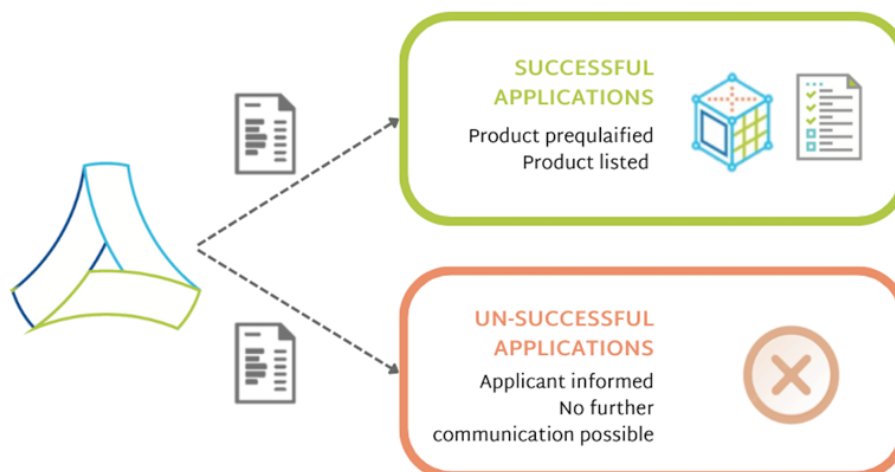 SUCCESSFUL
APPLICATIONS
Product prequlaified
Product listed
UN-SUCCESSFUL
APPLICATIONS
Applicant informed
No further
communication possible